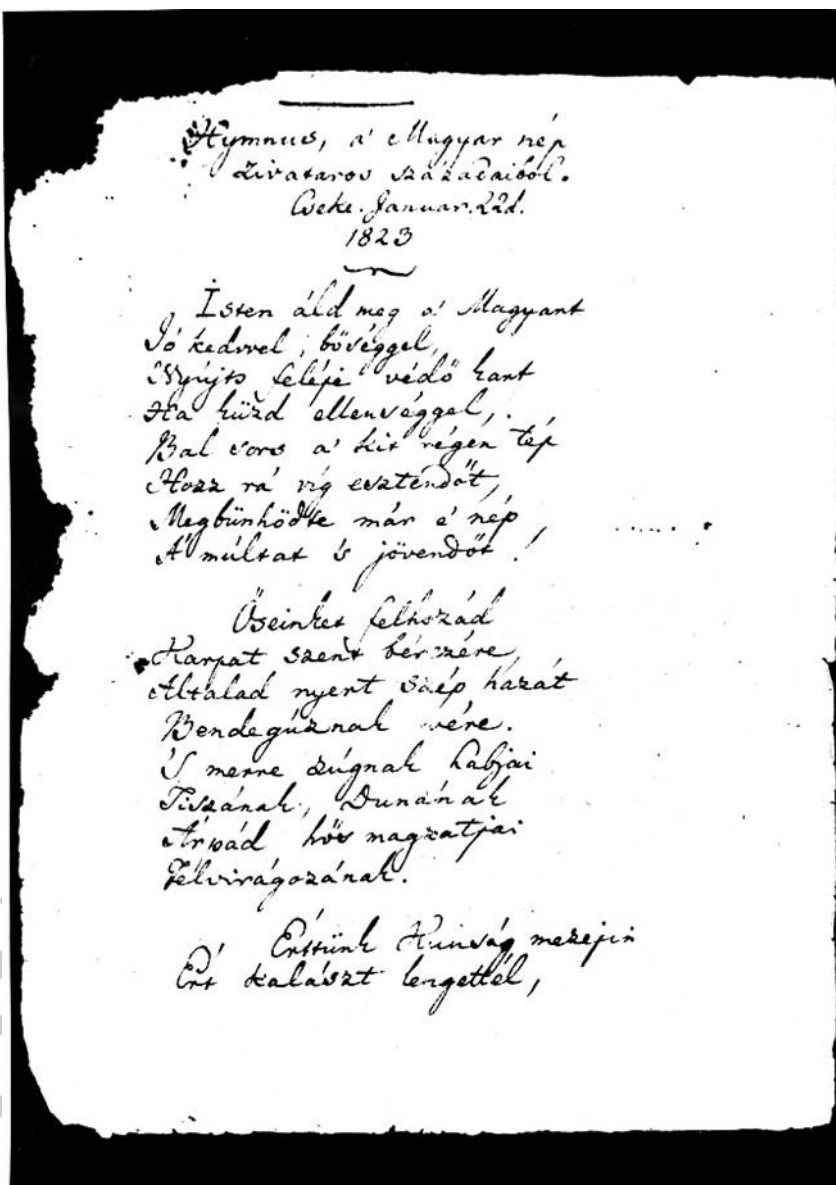 Hymnus, a' Magyar nép
zivataros századaiból.
Cseke. Januar. 22d.
1823
Isten áld meg a' Magyart
Jó kedvvel, bőséggel,
Nyújts feléje védő kart
Ha küzd ellenséggel,
Bal sors a' kit régen tép
Hozz rá víg esztendőt,
Megbünhödte már e' nép
A' múltat 's jövendőt!
Őseinket felhozád
Kárpát szent bérczére,
Általad nyert szép hazát
Bendegúznak vére.
'S merre zúgnak habjai
Tiszának, Dunának
Árpád hős magzatjai
Felvirágozának.
Értünk Kunság mezején
Ért kalászt lengettél,